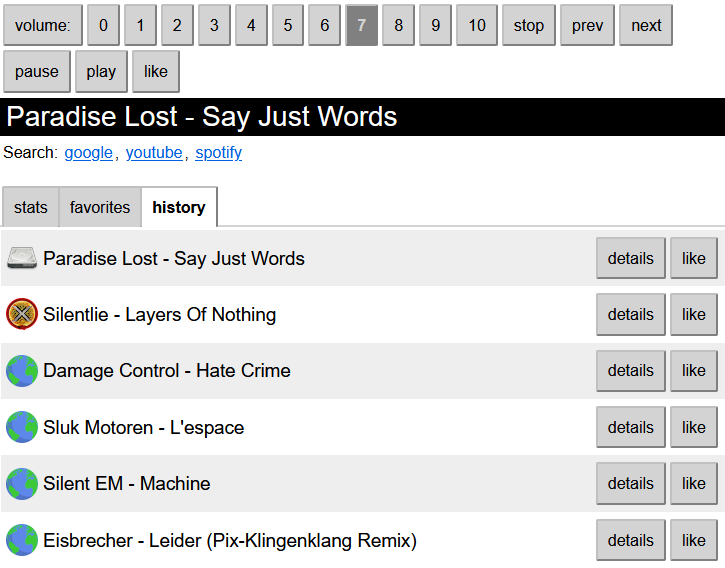 volume: 0 1 2 3 4 5 6 7 8 9 10 stop prev next
pause play like
Paradise Lost - Say Just Words
Search: google, youtube, spotify
stats favorites history
Paradise Lost - Say Just Words details like
Silentlie - Layers Of Nothing details like
Damage Control - Hate Crime details like
Sluk Motoren - L'espace details like
Silent EM - Machine details like
Eisbrecher - Leider (Pix-Klingenklang Remix) details like